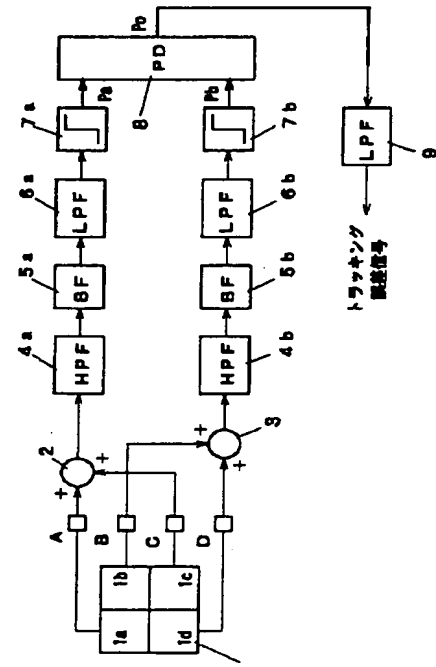 7a
6a
5a
4a
2
A
Pa
LPF
BF
HPF
+
+
Po
PD
8
1a
1b
1d
1c
B
C
D
Pb
7b
LPF
6b
BF
5b
HPF
4b
+
+
3
LPF
9
トラッキング
誤差信号